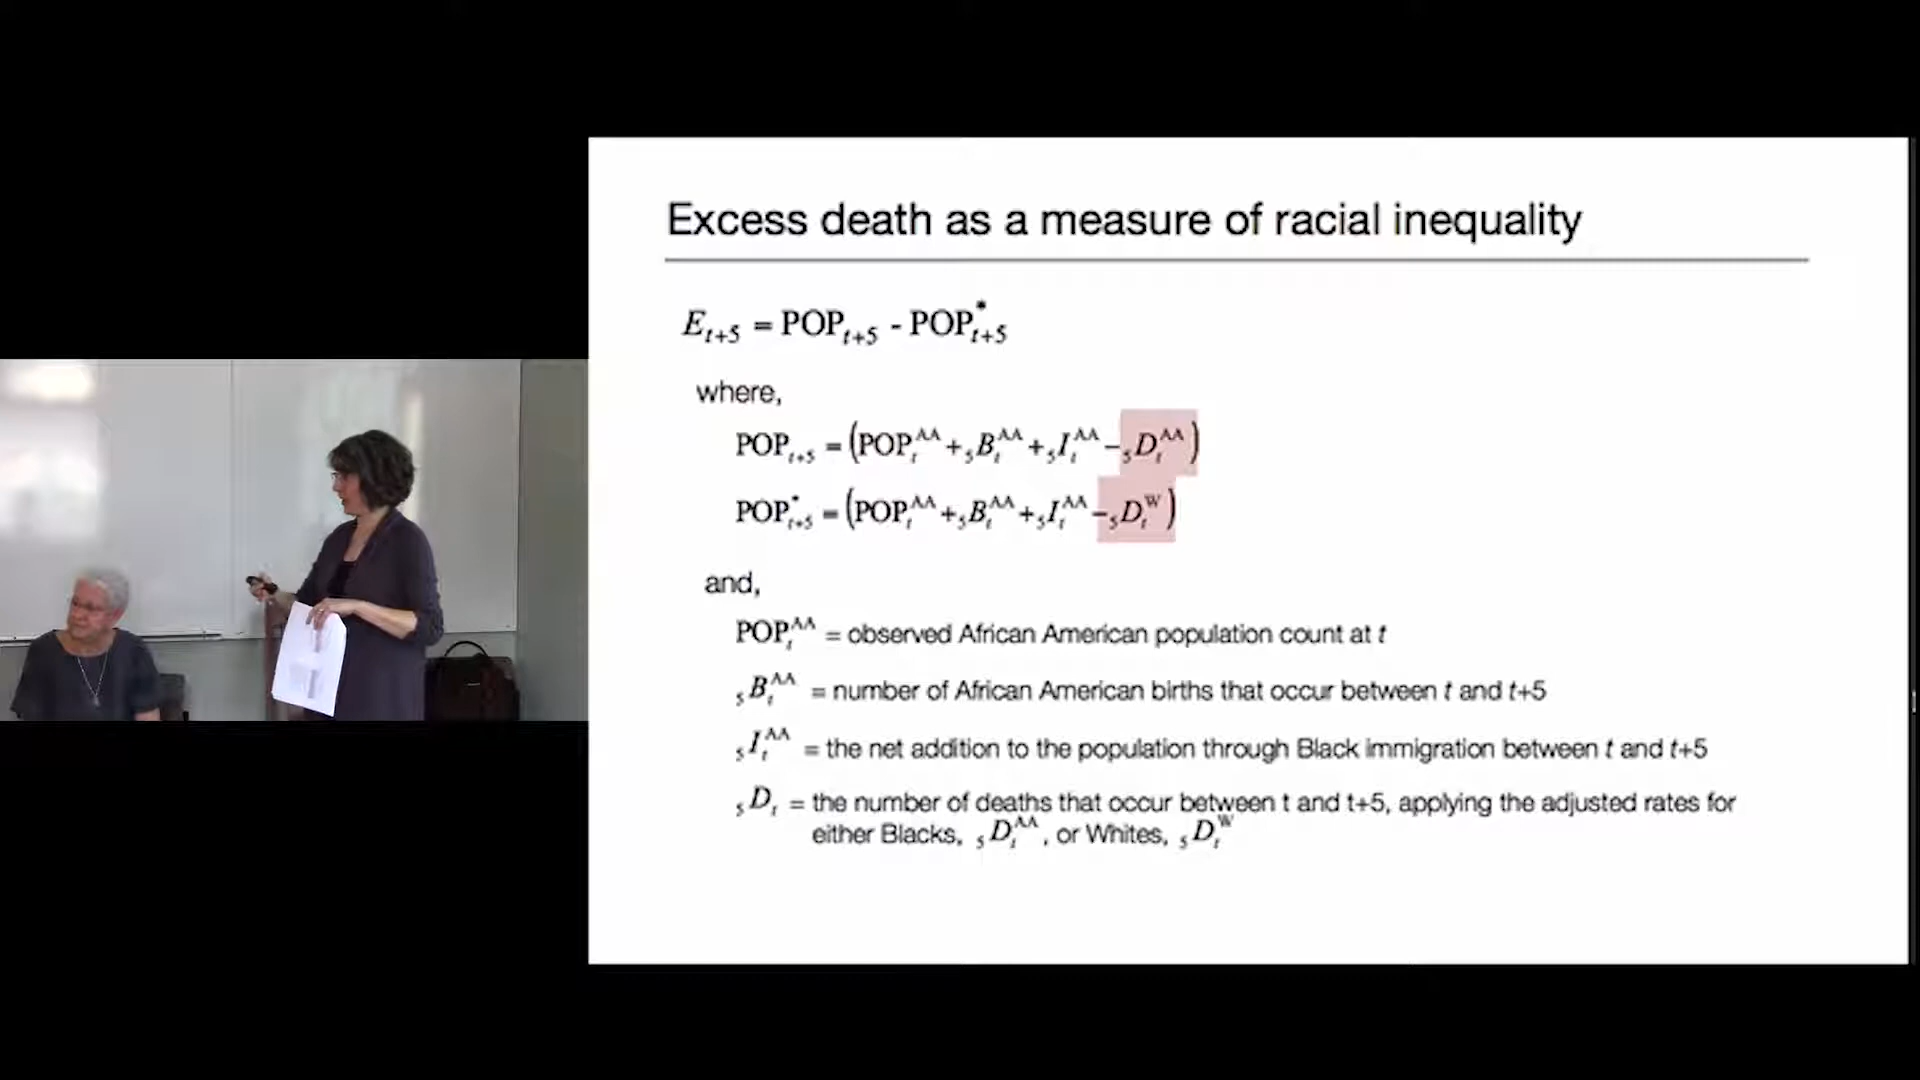 Excess death as a measure of racial inequality
E_{t+5} = POP_{t+5} - POP^{*}_{t+5}
where,
POP_{t+5} = (POP_t^{AA} + _5B_t^{AA} + _5I_t^{AA} – _5D_t^{AA})
POP^{*}_{t+5} = (POP_t^{AA} + _5B_t^{AA} + _5I_t^{AA} – _5D_t^{W})
and,
POP_t^{AA} = observed African American population count at t
_5B_t^{AA} = number of African American births that occur between t and t+5
_5I_t^{AA} = the net addition to the population through Black immigration between t and t+5
_5D_t = the number of deaths that occur between t and t+5, applying the adjusted rates for
either Blacks, _5D_t^{AA}, or Whites, _5D_t^{W}